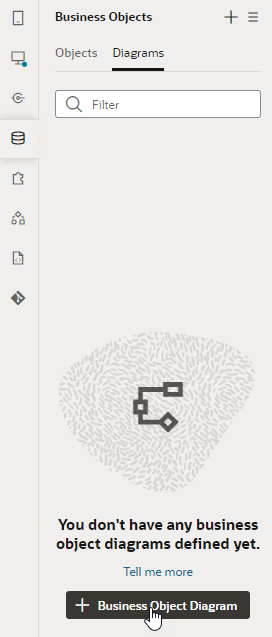 Business Objects
Objects Diagrams
Filter
You don't have any business
object diagrams defined yet.
Tell me more
Business Object Diagram